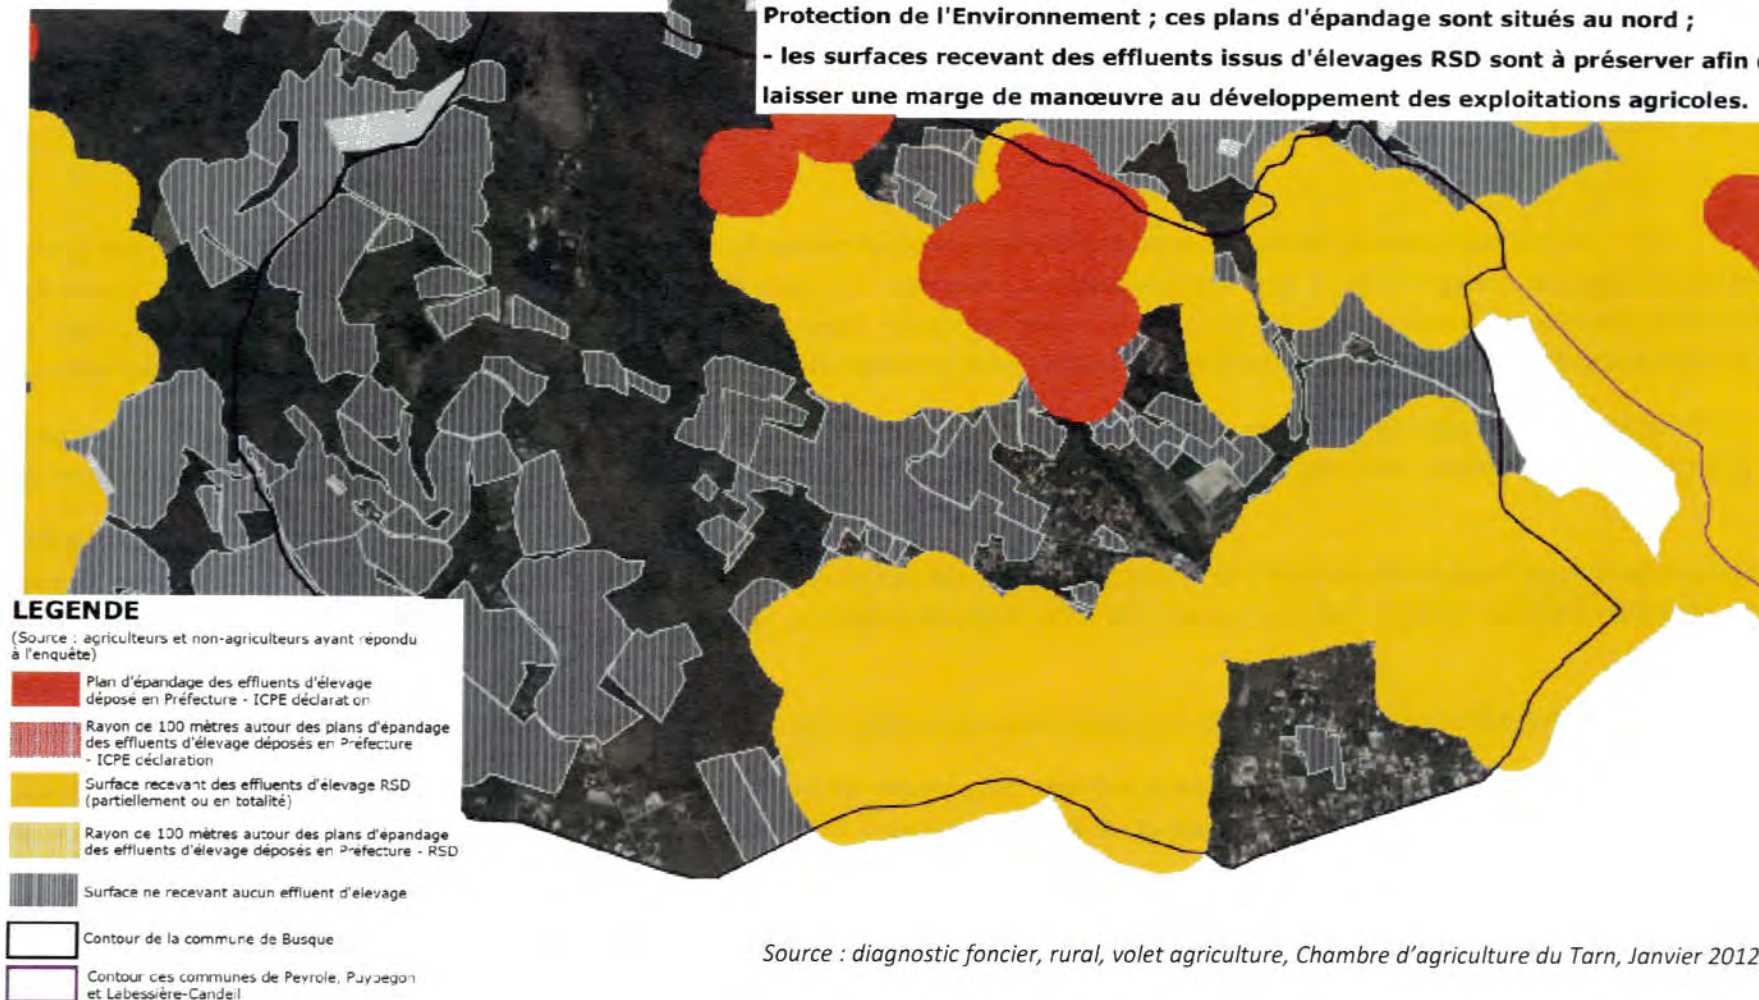 Protection de l'Environnement ; ces plans d'épandage sont situés au nord ;
- les surfaces recevant des effluents issus d'élevages RSD sont à préserver afin
laisser une marge de manœuvre au développement des exploitations agricoles.
LEGENDE
(Source : agriculteurs et non-agriculteurs ayant répondu
à l'enquête)
Plan d'épandage des effluents d'élevage
déposé en Préfecture - ICPE déclaration
Rayon de 100 mètres autour des plans d'épandage
des effluents d'élevage déposés en Préfecture
- ICPE déclaration
Surface recevant des effluents d'élevage RSD
(partiellement ou en totalité)
Rayon de 100 mètres autour des plans d'épandage
des effluents d'élevage déposés en Préfecture - RSD
Surface ne recevant aucun effluent d'elevage
Contour de la commune de Busque
Contour des communes de Peyrole, Puybegon
et Labessière-Candeil
Source : diagnostic foncier, rural, volet agriculture, Chambre d'agriculture du Tarn, Janvier 2012